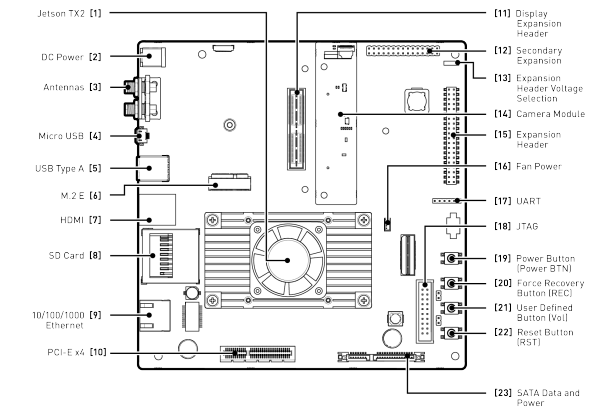 Jetson TX2 [1]
DC Power [2]
Antennas [3]
Micro USB [4]
USB Type A [5]
M.2 E [6]
HDMI [7]
SD Card [8]
10/100/1000 [9]
Ethernet
PCI-E x4 [10]
[11] Display
Expansion
Header
[12] Secondary
Expansion
[13] Expansion
Header Voltage
Selection
[14] Camera Module
[15] Expansion
Header
[16] Fan Power
[17] UART
[18] JTAG
[19] Power Button
(Power BTN)
[20] Force Recovery
Button (REC)
[21] User Defined
Button (Vol)
[22] Reset Button
(RST)
[23] SATA Data and
Power